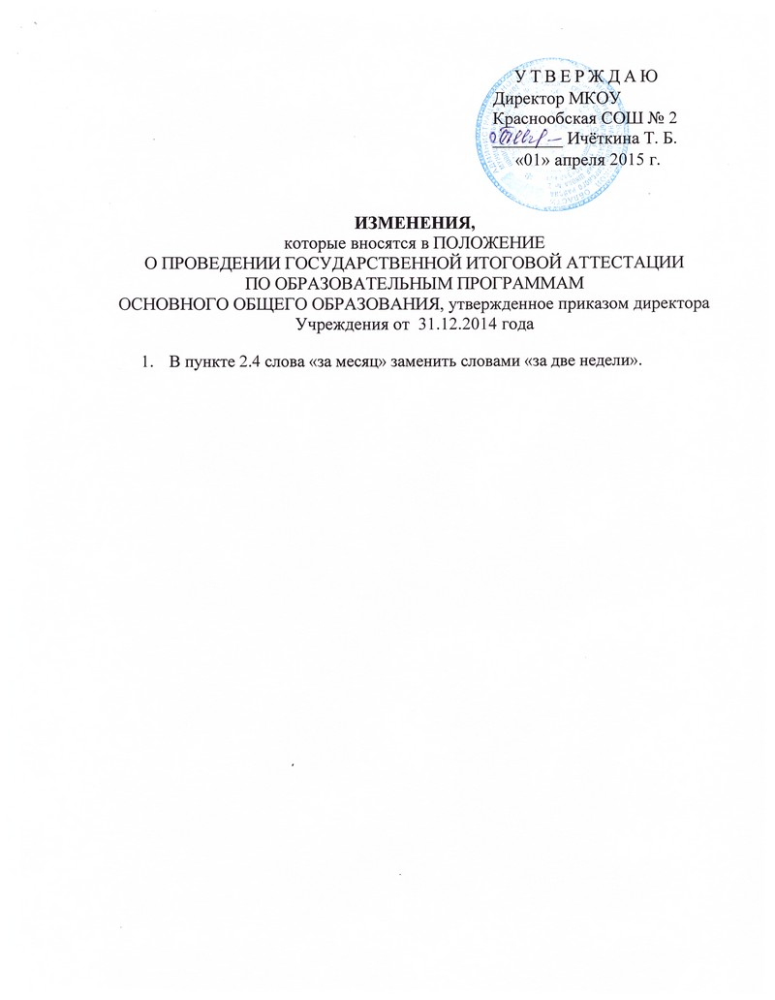 УТВЕРЖДАЮ
Директор МКОУ
Краснообская СОШ № 2
________ Ичёткина Т. Б.
«01» апреля 2015 г.
ИЗМЕНЕНИЯ,
которые вносятся в ПОЛОЖЕНИЕ
О ПРОВЕДЕНИИ ГОСУДАРСТВЕННОЙ ИТОГОВОЙ АТТЕСТАЦИИ
ПО ОБРАЗОВАТЕЛЬНЫМ ПРОГРАММАМ
ОСНОВНОГО ОБЩЕГО ОБРАЗОВАНИЯ, утвержденное приказом директора
Учреждения от 31.12.2014 года
1. В пункте 2.4 слова «за месяц» заменить словами «за две недели».